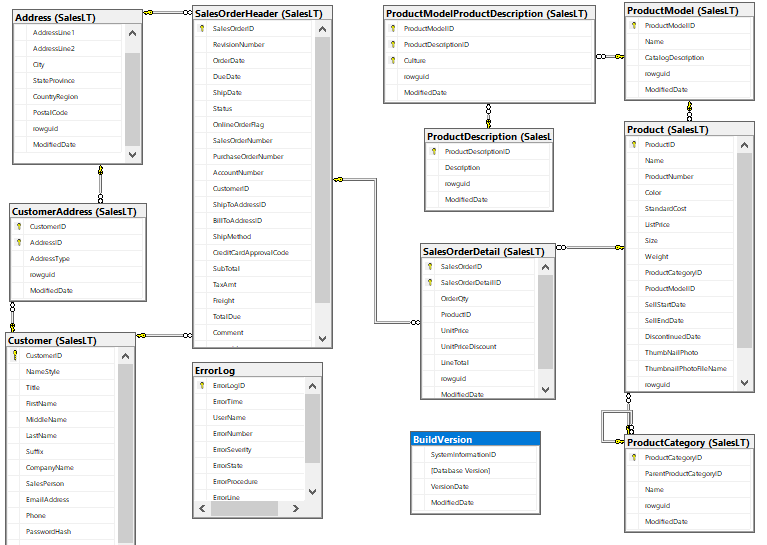 Address (SalesLT)
AddressLine1
AddressLine2
City
StateProvince
CountryRegion
PostalCode
rowguid
ModifiedDate
SalesOrderHeader (SalesLT)
SalesOrderID
RevisionNumber
OrderDate
DueDate
ShipDate
Status
OnlineOrderFlag
SalesOrderNumber
PurchaseOrderNumber
AccountNumber
CustomerID
ShipToAddressID
BillToAddressID
ShipMethod
CreditCardApprovalCode
SubTotal
TaxAmt
Freight
TotalDue
Comment
ProductModelProductDescription (SalesLT)
ProductModelID
ProductDescriptionID
Culture
rowguid
ModifiedDate
ProductModel (SalesLT)
ProductModelID
Name
CatalogDescription
rowguid
ModifiedDate
ProductDescription (SalesL
ProductDescriptionID
Description
rowguid
ModifiedDate
Product (SalesLT)
ProductID
Name
ProductNumber
Color
StandardCost
ListPrice
Size
Weight
ProductCategoryID
ProductModelID
SellStartDate
SellEndDate
DiscontinuedDate
ThumbNailPhoto
ThumbnailPhotoFileName
rowguid
CustomerAddress (SalesLT)
CustomerID
AddressID
AddressType
rowguid
ModifiedDate
SalesOrderDetail (SalesLT)
SalesOrderID
SalesOrderDetailID
OrderQty
ProductID
UnitPrice
UnitPriceDiscount
LineTotal
rowguid
ModifiedDate
Customer (SalesLT)
CustomerID
NameStyle
Title
FirstName
MiddleName
LastName
Suffix
CompanyName
SalesPerson
EmailAddress
Phone
PasswordHash
ErrorLog
ErrorLogID
ErrorTime
UserName
ErrorNumber
ErrorSeverity
ErrorState
ErrorProcedure
ErrorLine
BuildVersion
SystemInformationID
[Database Version]
VersionDate
ModifiedDate
ProductCategory (SalesLT)
ProductCategoryID
ParentProductCategoryID
Name
rowguid
ModifiedDate